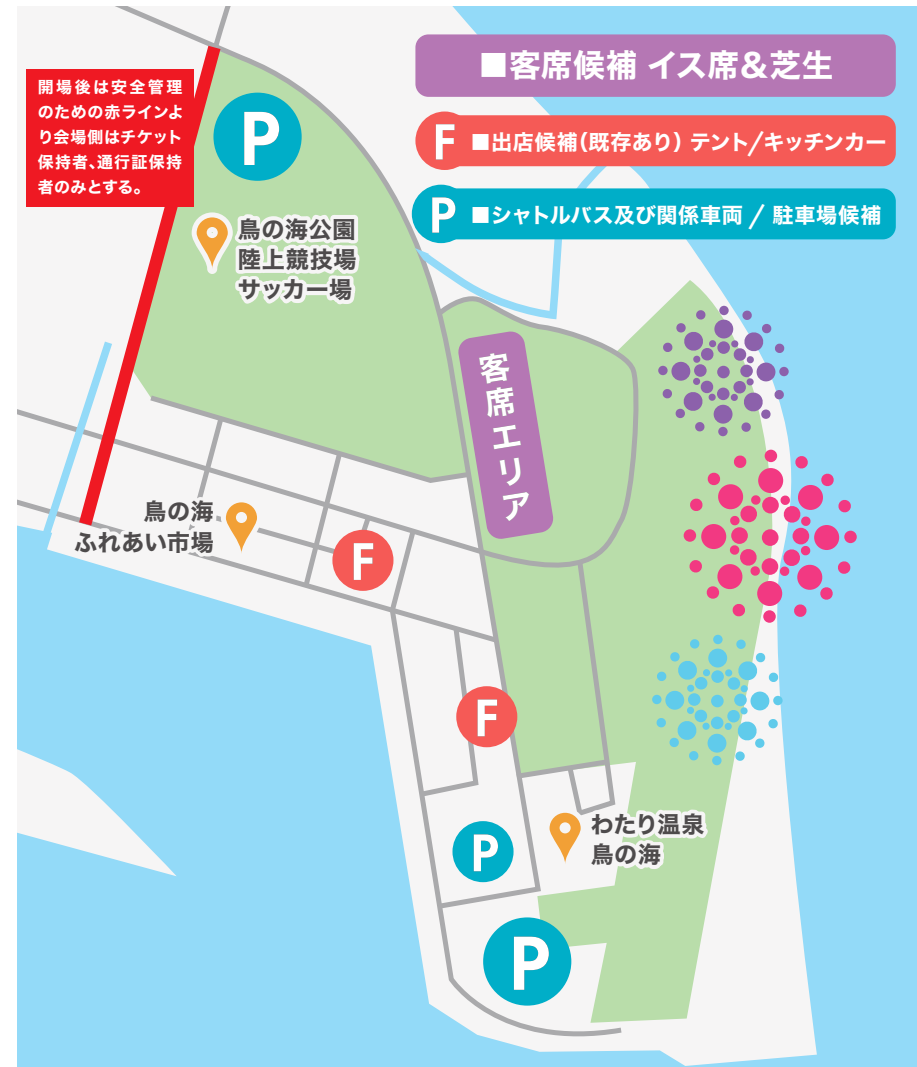 ■客席候補 イス席&芝生
F ■出店候補(既存あり) テント/キッチンカー
P ■シャトルバス及び関係車両 / 駐車場候補
開場後は安全管理
のための赤ラインよ
り会場側はチケット
保持者、通行証保持
者のみとする。
P
鳥の海公園
陸上競技場
サッカー場
客席エリア
鳥の海
ふれあい市場
F
F
P
わたり温泉
鳥の海
P